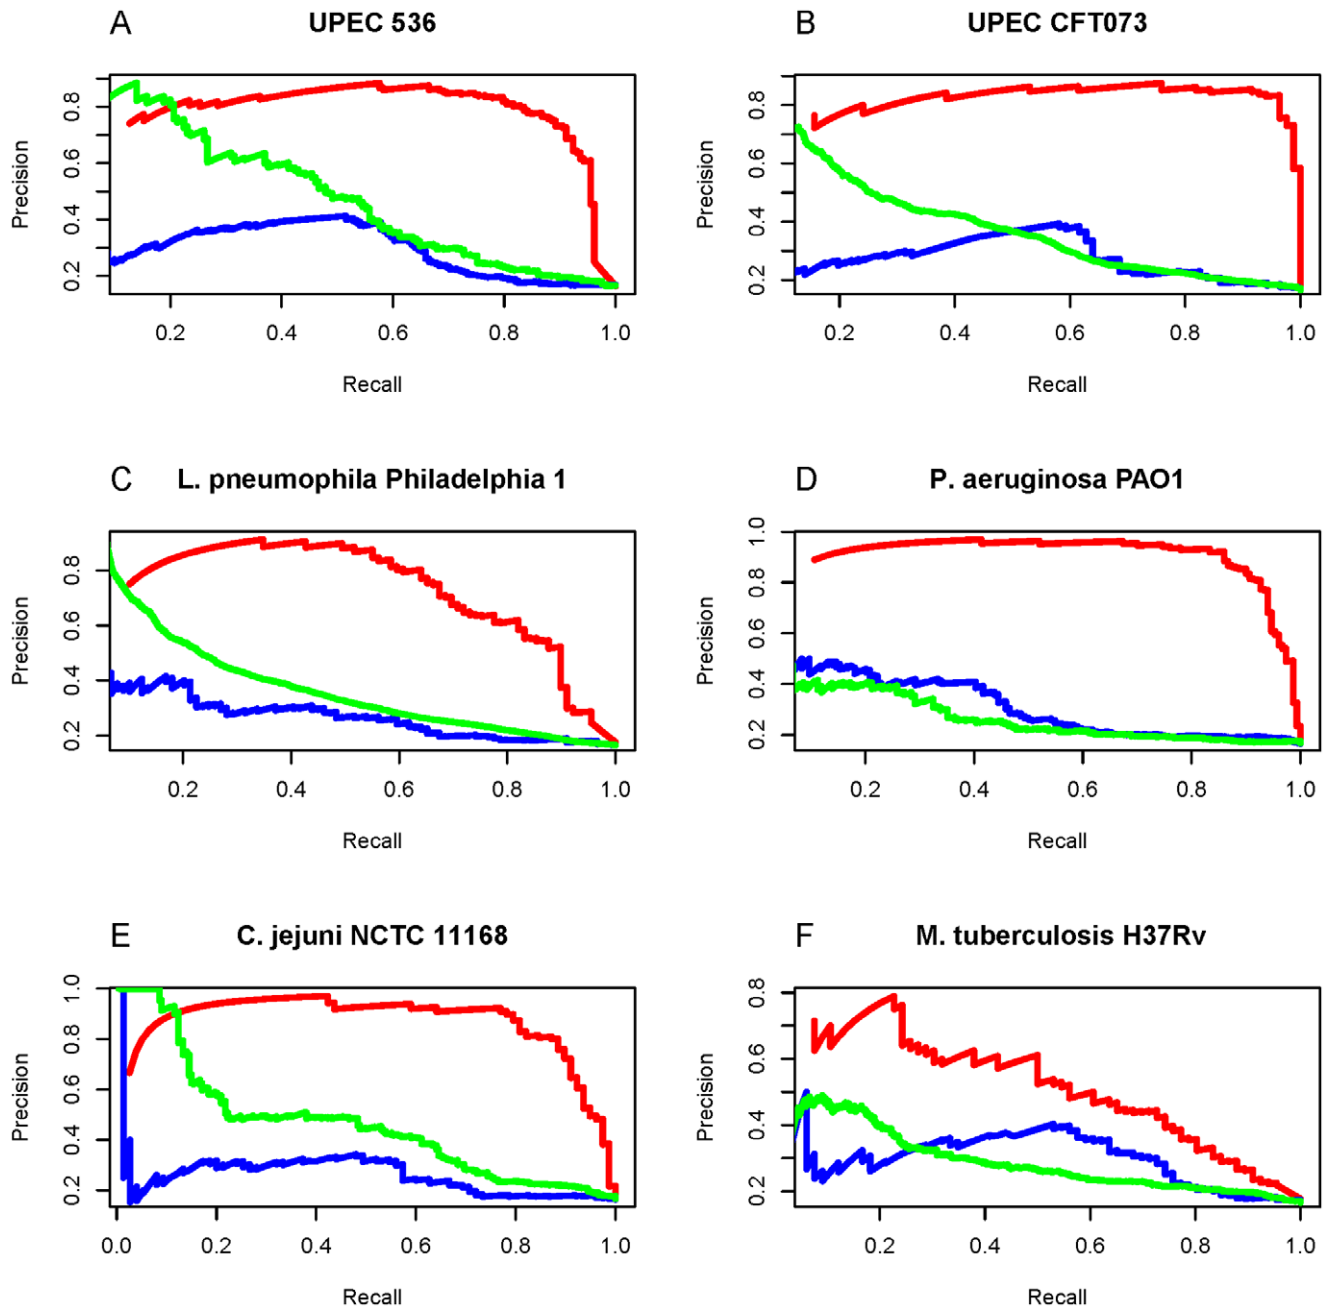 A UPEC 536
Precision
0.2 0.4 0.6 0.8
0.2 0.4 0.6 0.8 1.0
Recall
B UPEC CFT073
Precision
0.2 0.4 0.6 0.8
0.2 0.4 0.6 0.8 1.0
Recall
C L. pneumophila Philadelphia 1
Precision
0.2 0.4 0.6 0.8
0.2 0.4 0.6 0.8 1.0
Recall
D P. aeruginosa PAO1
Precision
0.2 0.4 0.6 0.8 1.0
0.2 0.4 0.6 0.8 1.0
Recall
E C. jejuni NCTC 11168
Precision
0.2 0.4 0.6 0.8 1.0
0.0 0.2 0.4 0.6 0.8 1.0
Recall
F M. tuberculosis H37Rv
Precision
0.2 0.4 0.6 0.8
0.2 0.4 0.6 0.8 1.0
Recall